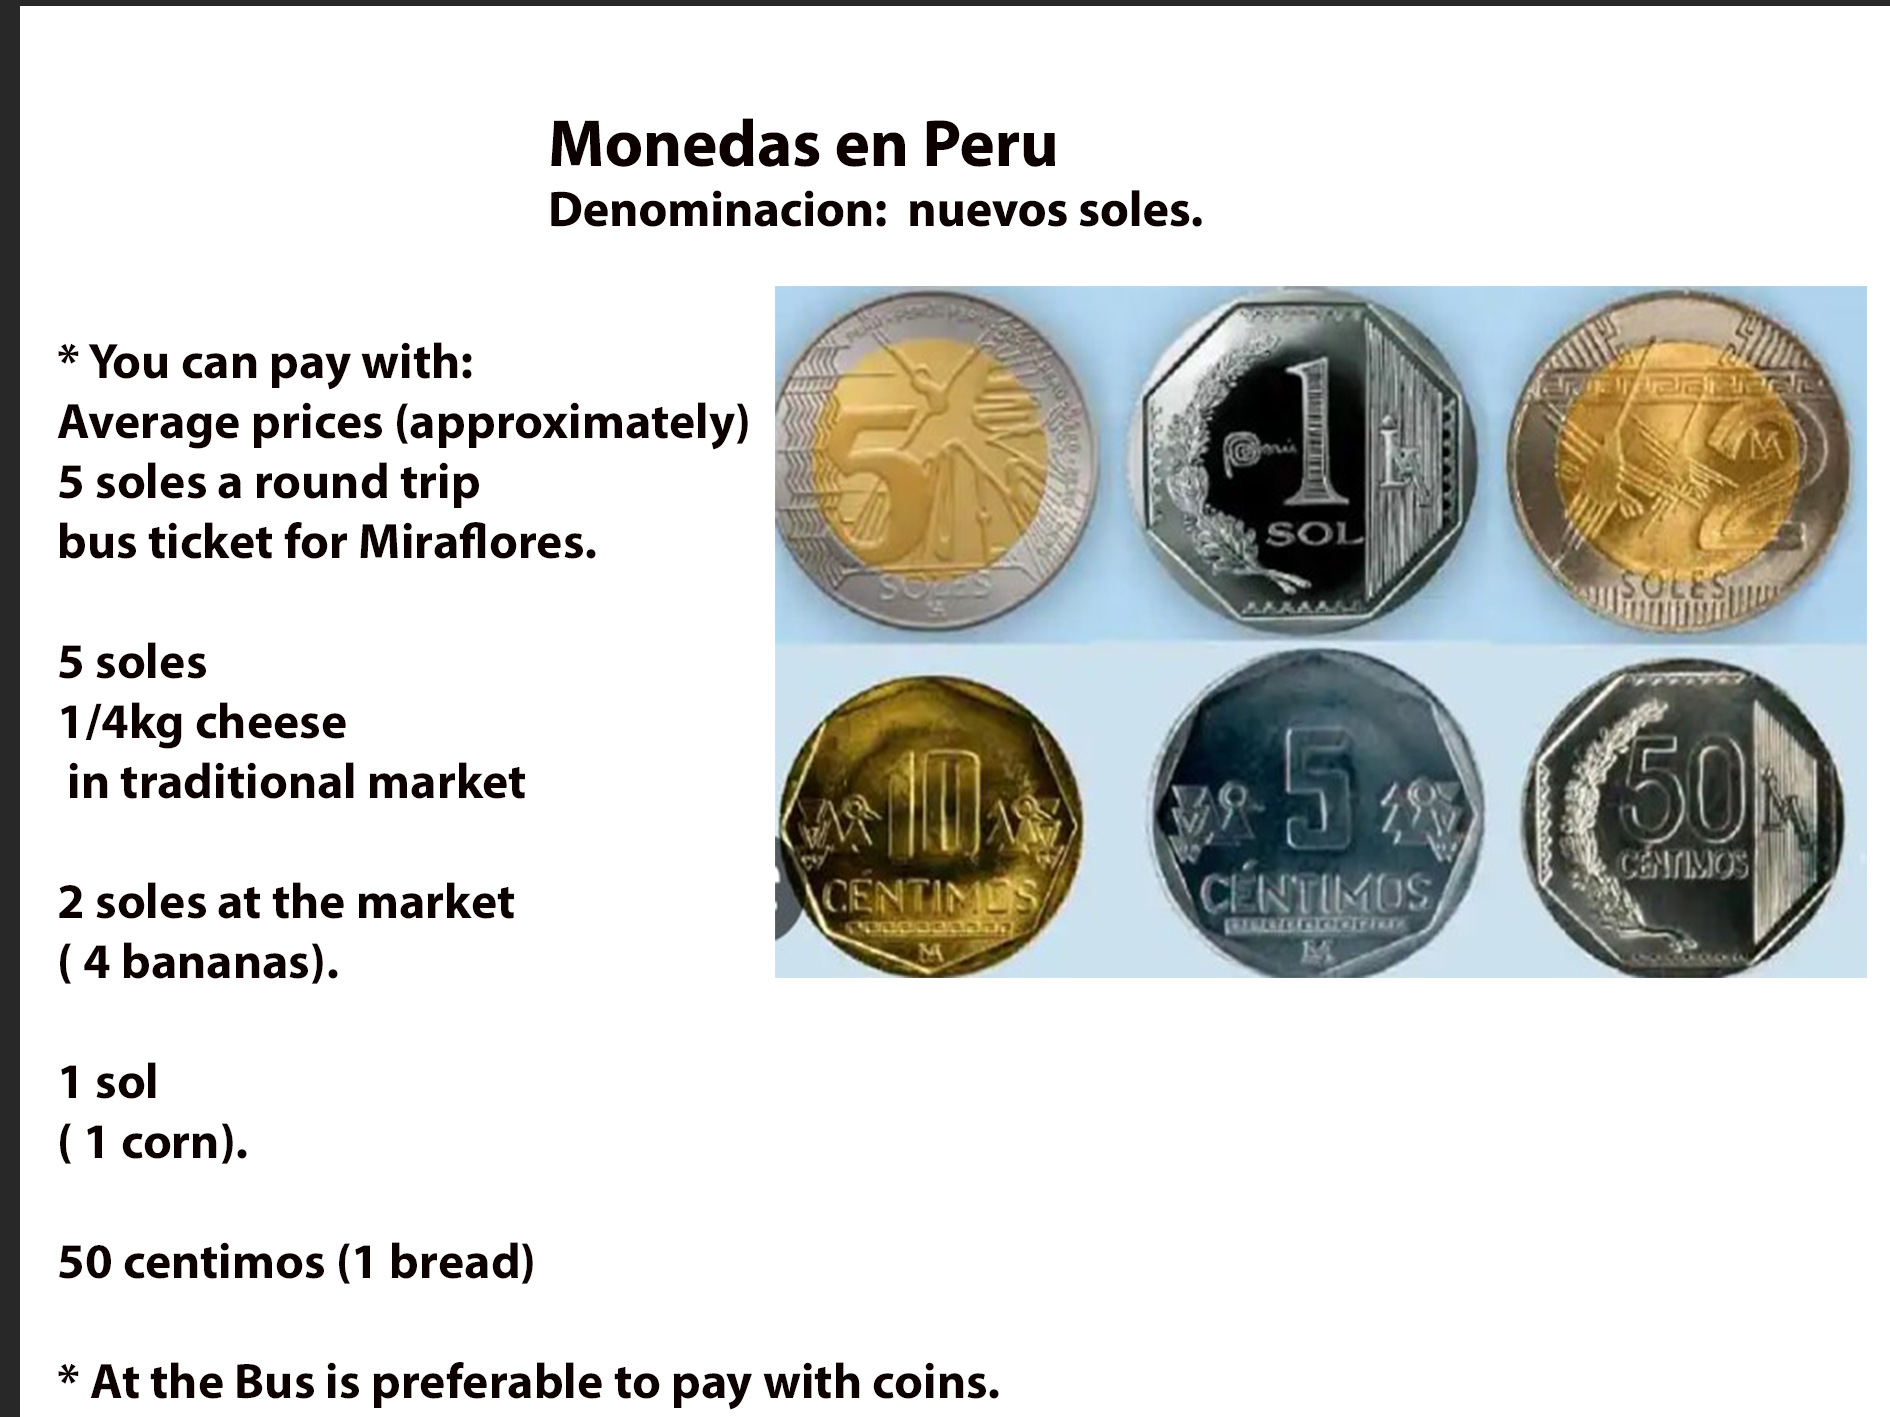 Monedas en Peru
Denominacion: nuevos soles.
* You can pay with:
Average prices (approximately)
5 soles a round trip
bus ticket for Miraflores.
5 soles
1/4kg cheese
in traditional market
2 soles at the market
( 4 bananas).
1 sol
( 1 corn).
50 centimos (1 bread)
* At the Bus is preferable to pay with coins.
5
SOLES
Perú
1
SOL
2
SOLES
10
CÉNTIMOS
5
CÉNTIMOS
50
CÉNTIMOS